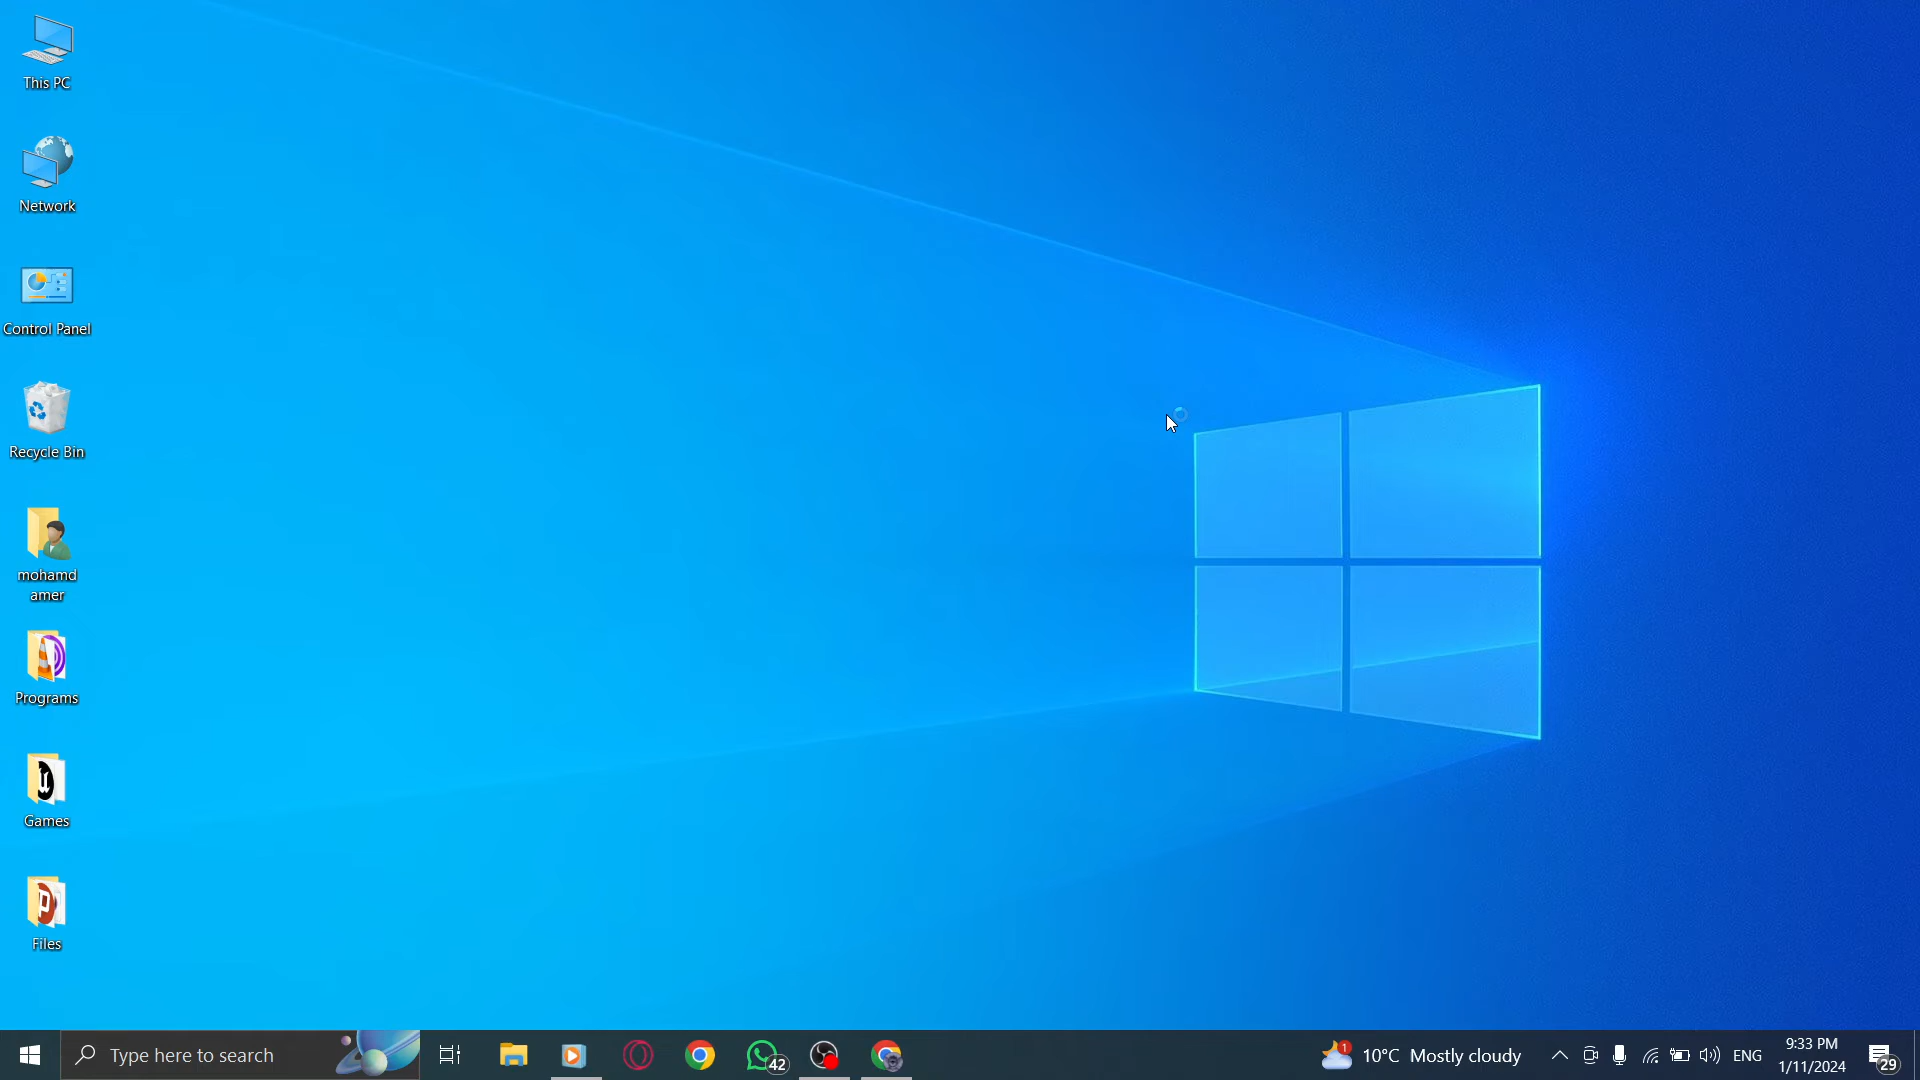 This PC
Network
Control Panel
Recycle Bin
mohamd
amer
Programs
Games
Files
Type here to search
42
1
10°C Mostly cloudy
ENG
9:33 PM
1/11/2024
29